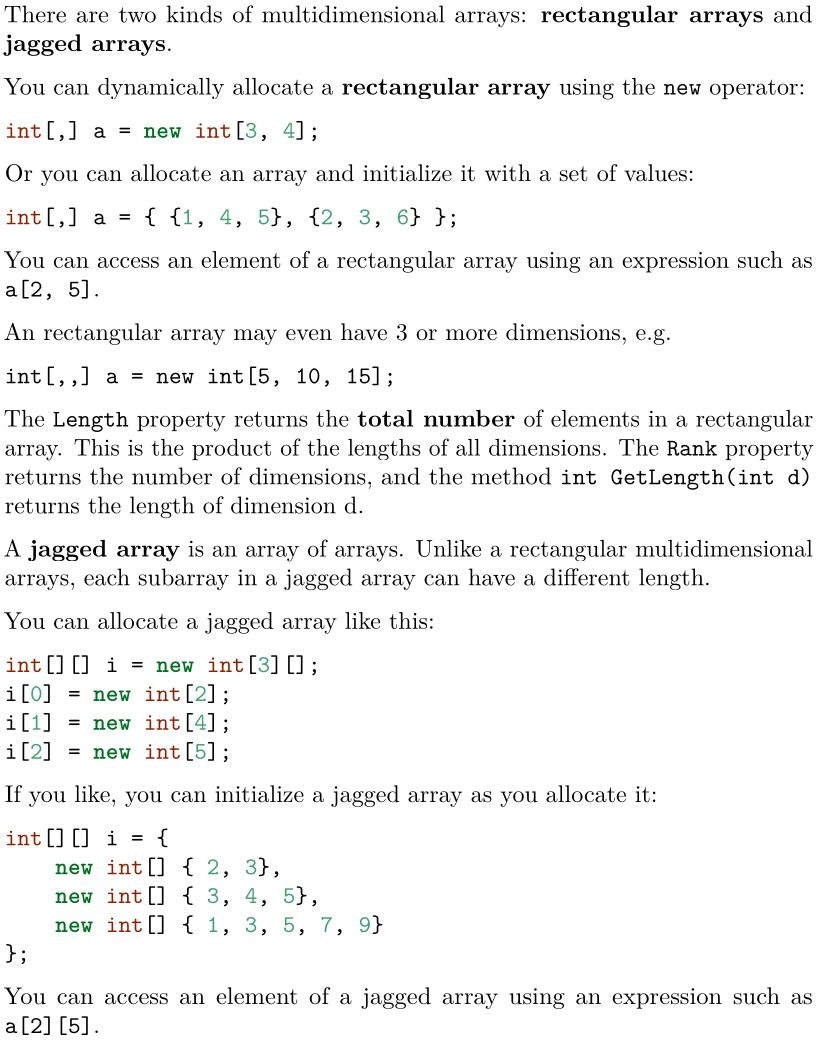 There are two kinds of multidimensional arrays: rectangular arrays and
jagged arrays.
You can dynamically allocate a rectangular array using the new operator:
int[,] a = new int[3, 4];
Or you can allocate an array and initialize it with a set of values:
int[,] a = { {1, 4, 5}, {2, 3, 6} };
You can access an element of a rectangular array using an expression such as
a[2, 5].
An rectangular array may even have 3 or more dimensions, e.g.
int[,,] a = new int[5, 10, 15];
The Length property returns the total number of elements in a rectangular
array. This is the product of the lengths of all dimensions. The Rank property
returns the number of dimensions, and the method int GetLength(int d)
returns the length of dimension d.
A jagged array is an array of arrays. Unlike a rectangular multidimensional
arrays, each subarray in a jagged array can have a different length.
You can allocate a jagged array like this:
int[][] i = new int[3][];
i[0] = new int[2];
i[1] = new int[4];
i[2] = new int[5];
If you like, you can initialize a jagged array as you allocate it:
int[][] i = {
    new int[] { 2, 3},
    new int[] { 3, 4, 5},
    new int[] { 1, 3, 5, 7, 9}
};
You can access an element of a jagged array using an expression such as
a[2][5].